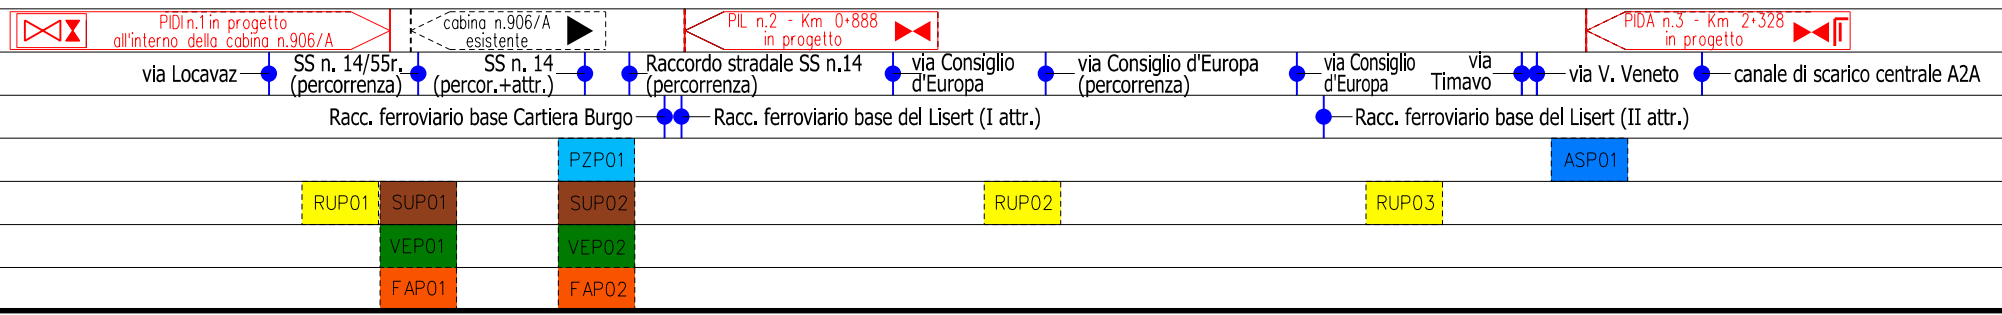 PIDI n.1 in progetto
all'interno della cabina n.906/A
cabina n.906/A
esistente
PIL n.2 - Km 0+888
in progetto
PIDA n.3 - Km 2+328
in progetto
via Locavaz
SS n. 14/55r.
(percorrenza)
SS n. 14
(percor.+attr.)
Raccordo stradale SS n.14
(percorrenza)
via Consiglio
d'Europa
via Consiglio d'Europa
(percorrenza)
via Consiglio
d'Europa
via
Timavo
via V. Veneto
canale di scarico centrale A2A
Racc. ferroviario base Cartiera Burgo
Racc. ferroviario base del Lisert (I attr.)
Racc. ferroviario base del Lisert (II attr.)
PZP01
ASP01
RUP01
SUP01
SUP02
RUP02
RUP03
VEP01
VEP02
FAP01
FAP02